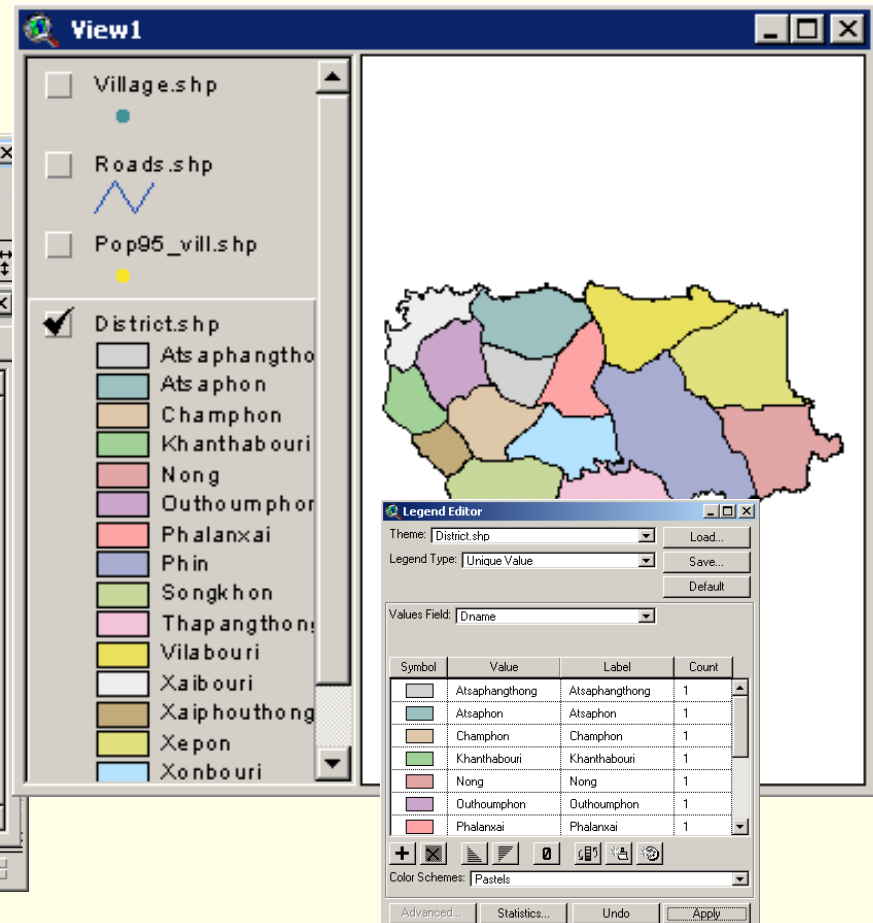 View1
Village.shp
Roads.shp
Pop95_vill.shp
District.shp
Atsaphangtho
Atsaphon
Champhon
Khanthabouri
Nong
Outhoumphon
Phalanxai
Phin
Songkhon
Thapangthong
Vilabouri
Xaibouri
Xaiphouthong
Xepon
Xonbouri
Legend Editor
Theme: District.shp Load...
Legend Type: Unique Value Save...
Default
Values Field: Dname
Symbol Value Label Count
Atsaphangthong Atsaphangthong 1
Atsaphon Atsaphon 1
Champhon Champhon 1
Khanthabouri Khanthabouri 1
Nong Nong 1
Outhoumphon Outhoumphon 1
Phalanxai Phalanxai 1
Color Schemes: Pastels
Advanced... Statistics... Undo Apply